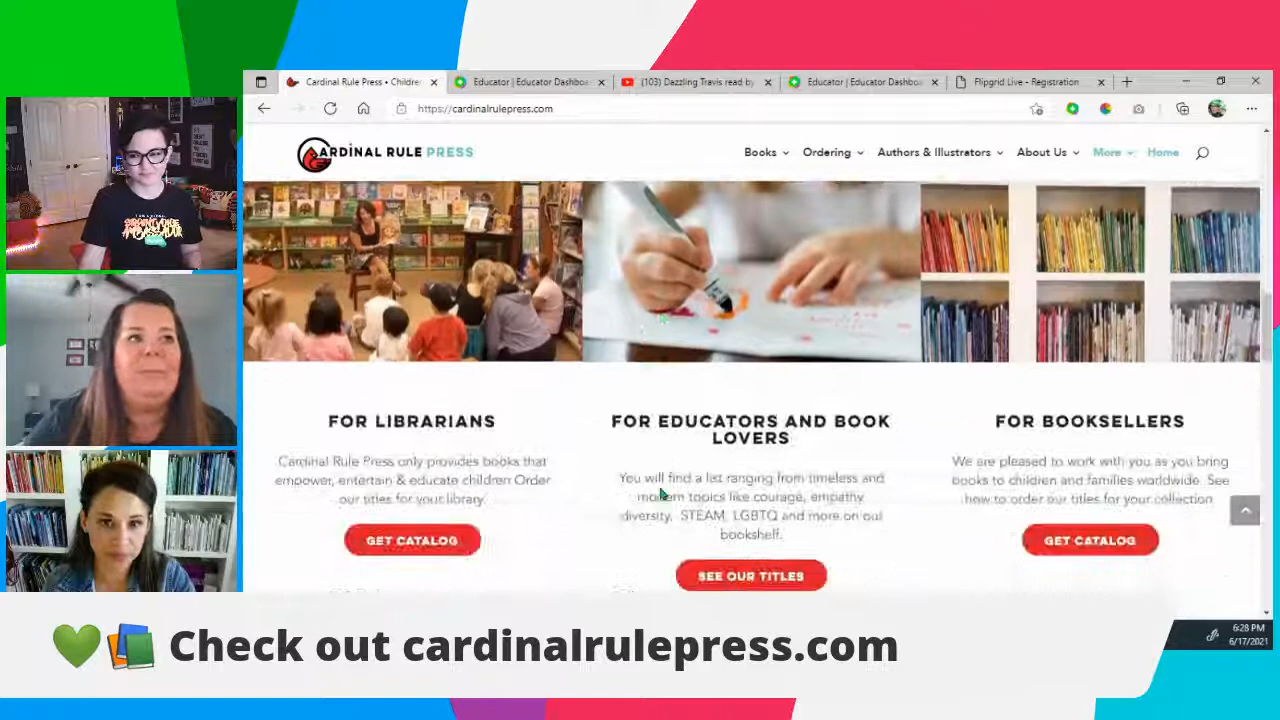 Cardinal Rule Press • Childre
Educator | Educator Dashboa
(103) Dazzling Travis read by
Educator | Educator Dashboa
Flipgrid Live - Registration
https://cardinalrulepress.com
CARDINAL RULE PRESS
Books
Ordering
Authors & Illustrators
About Us
More
Home
FOR LIBRARIANS
Cardinal Rule Press only provides books that
empower, entertain & educate children Order
our titles for your library.
GET CATALOG
FOR EDUCATORS AND BOOK
LOVERS
You will find a list ranging from timeless and
modern topics like courage, empathy
diversity, STEAM, LGBTQ and more on our
bookshelf.
SEE OUR TITLES
FOR BOOKSELLERS
We are pleased to work with you as you bring
books to children and families worldwide. See
how to order our titles for your collection
GET CATALOG
6:28 PM
6/17/2021
💚📚 Check out cardinalrulepress.com